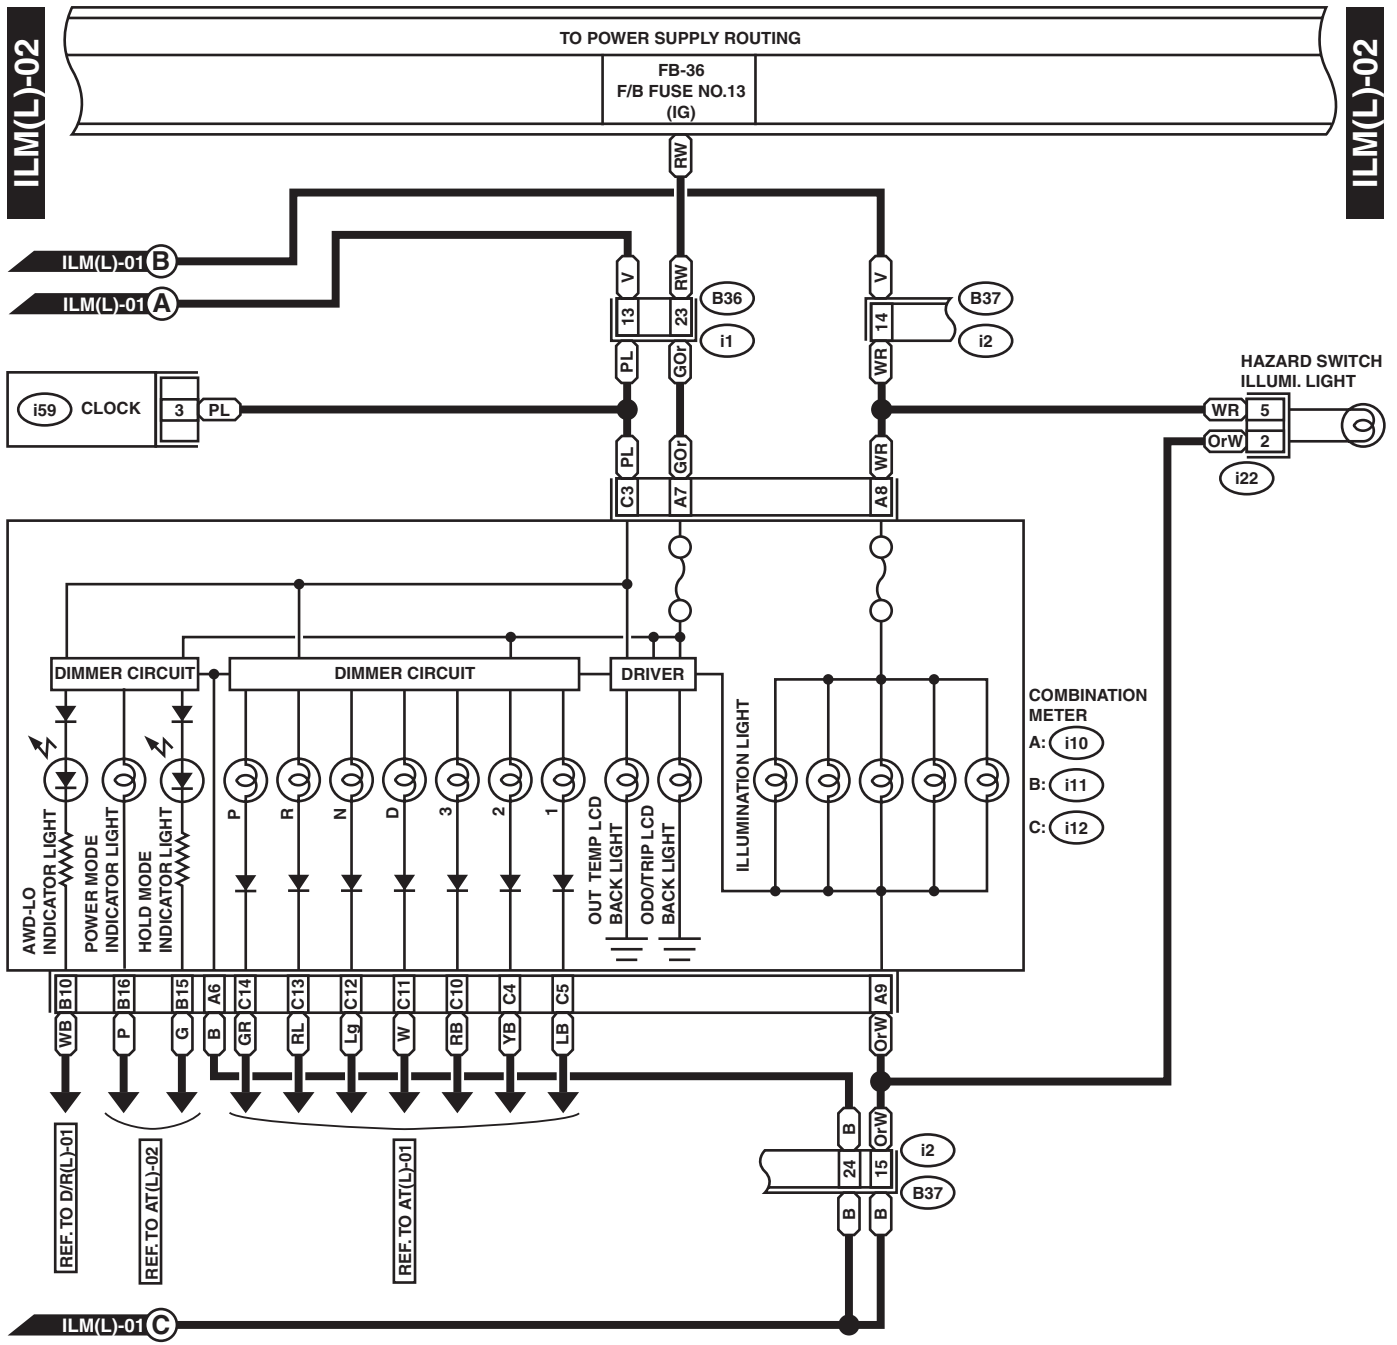 ILM(L)-02
ILM(L)-02
TO POWER SUPPLY ROUTING
FB-36
F/B FUSE NO.13
(IG)
RW
ILM(L)-01 B
ILM(L)-01 A
V
RW
V
13
23
B36
i1
14
B37
i2
PL
GOr
WR
HAZARD SWITCH
ILLUMI. LIGHT
i59 CLOCK
3 PL
WR 5
OrW 2
i22
PL
GOr
WR
C3
A7
A8
DIMMER CIRCUIT
DIMMER CIRCUIT
DRIVER
COMBINATION
METER
A: i10
B: i11
C: i12
AWD-LO
INDICATOR LIGHT
POWER MODE
INDICATOR LIGHT
HOLD MODE
INDICATOR LIGHT
P
R
N
D
3
2
1
OUT TEMP LCD
BACK LIGHT
ODO/TRIP LCD
BACK LIGHT
ILLUMINATION LIGHT
B10
B16
B15
A6
C14
C13
C12
C11
C10
C4
C5
A9
WB
P
G
B
GR
RL
Lg
W
RB
YB
LB
OrW
REF. TO D/R(L)-01
REF. TO AT(L)-02
REF. TO AT(L)-01
B
OrW
24
15
i2
B37
B
B
ILM(L)-01 C